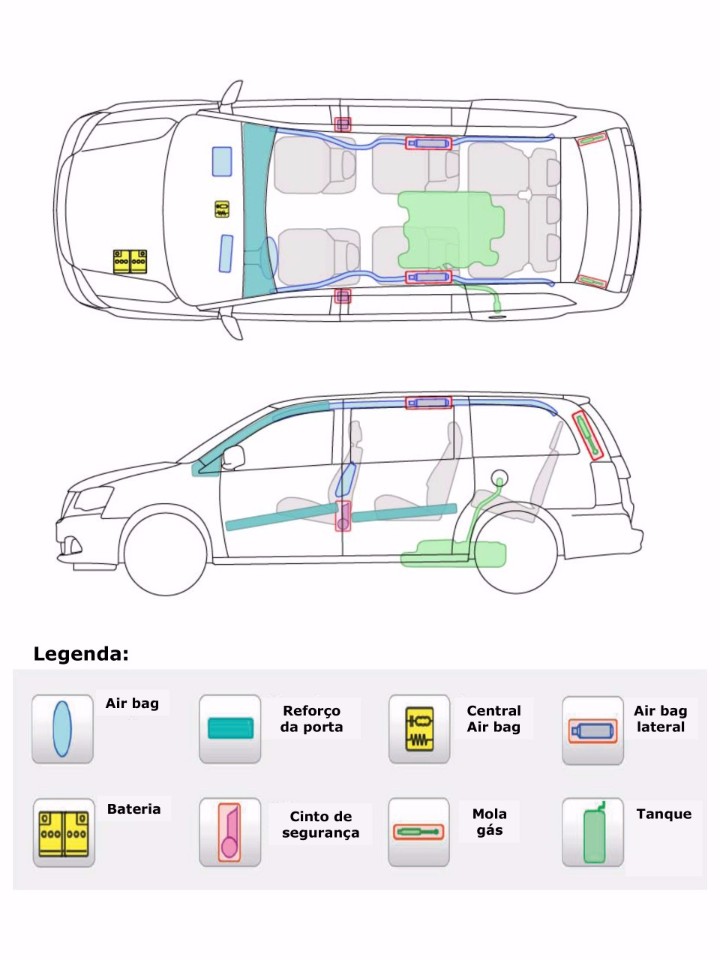 Legenda:
Air bag
Reforço
da porta
Central
Air bag
Air bag
lateral
Bateria
Cinto de
segurança
Mola
gás
Tanque